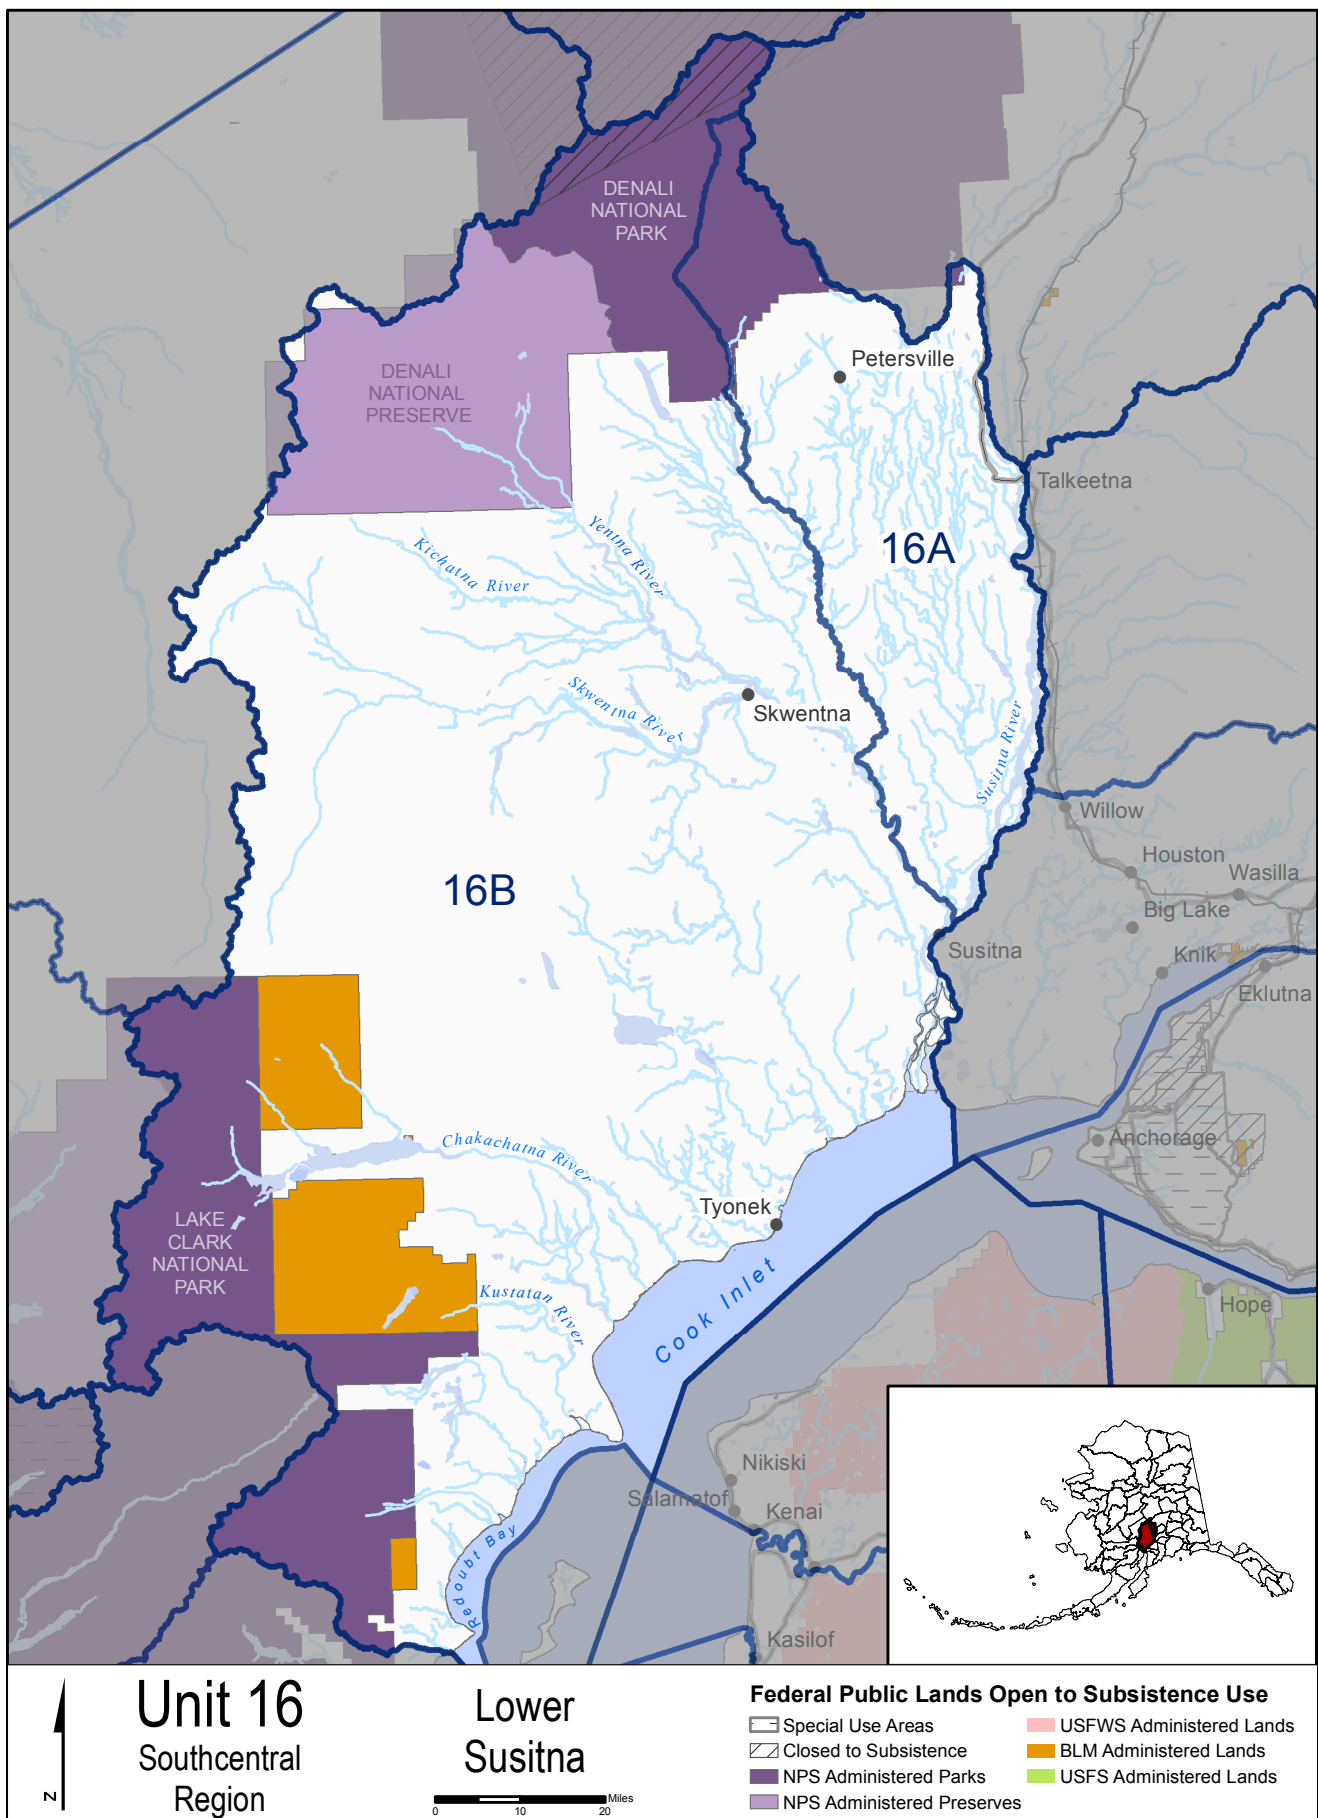 DENALI
NATIONAL
PARK
DENALI
NATIONAL
PRESERVE
Petersville
Talkeetna
16A
Yentna River
Kichatna River
Skwentna River
Skwentna
Susitna River
Willow
Houston
Wasilla
Big Lake
16B
Susitna
Knik
Eklutna
Anchorage
Chakachatna River
Tyonek
LAKE
CLARK
NATIONAL
PARK
Kustatan River
Cook Inlet
Hope
Nikiski
Salamatof
Kenai
Redoubt Bay
Kasilof
N
Unit 16
Southcentral
Region
Lower
Susitna
Miles
0 10 20
Federal Public Lands Open to Subsistence Use
Special Use Areas
Closed to Subsistence
NPS Administered Parks
NPS Administered Preserves
USFWS Administered Lands
BLM Administered Lands
USFS Administered Lands